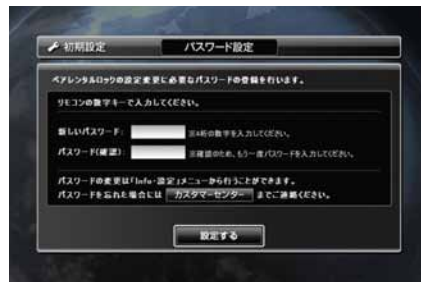 初期設定
パスワード設定
ペアレンタルロックの設定変更に必要なパスワードの登録を行います。
リモコンの数字キーで入力してください。
新しいパスワード: ※4桁の数字を入力してください。
パスワード(確認): ※確認のため、もう一度パスワードを入力してください。
パスワードの変更は「Info・設定」メニューから行うことができます。
パスワードを忘れた場合には カスタマーセンター までご連絡ください。
設定する